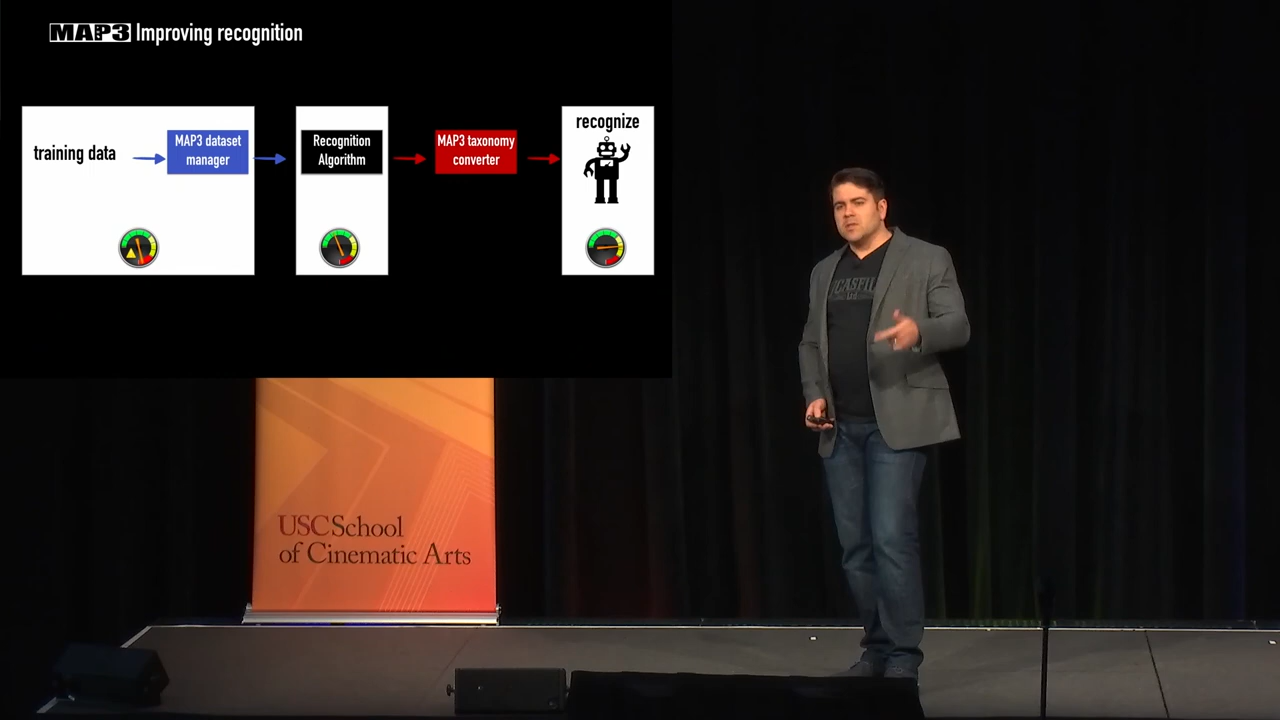 MAP3 Improving recognition
training data
MAP3 dataset
manager
Recognition
Algorithm
MAP3 taxonomy
converter
recognize
USC School
of Cinematic Arts